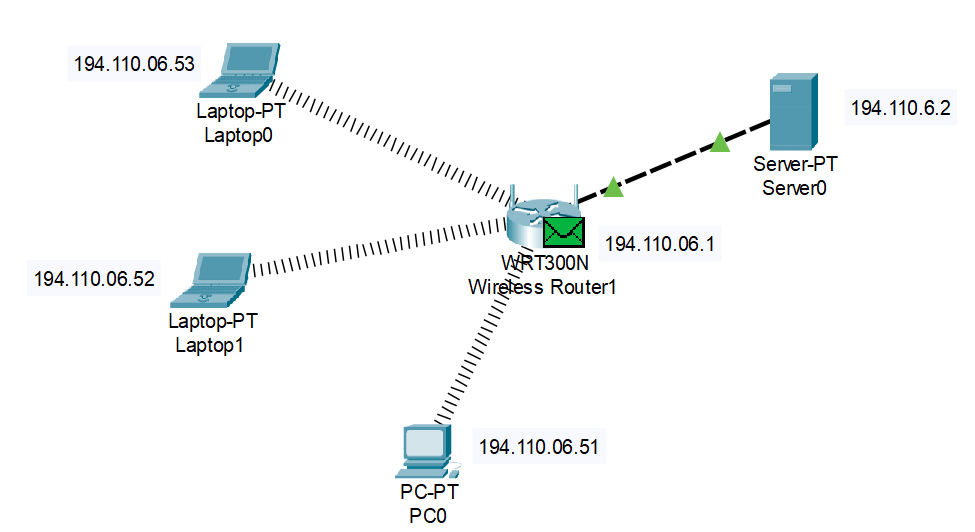 194.110.06.53
Laptop-PT
Laptop0
194.110.6.2
Server-PT
Server0
194.110.06.1
WRT300N
Wireless Router1
194.110.06.52
Laptop-PT
Laptop1
194.110.06.51
PC-PT
PC0